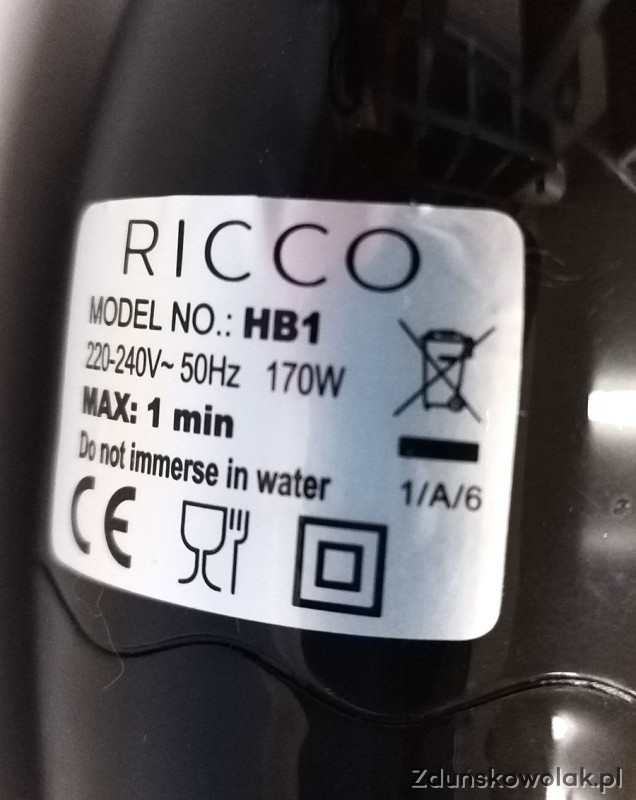 RICCO
MODEL NO.: HB1
220-240V~ 50Hz 170W
MAX: 1 min
Do not immerse in water
1/A/6
CE
Zduńskowolak.pl